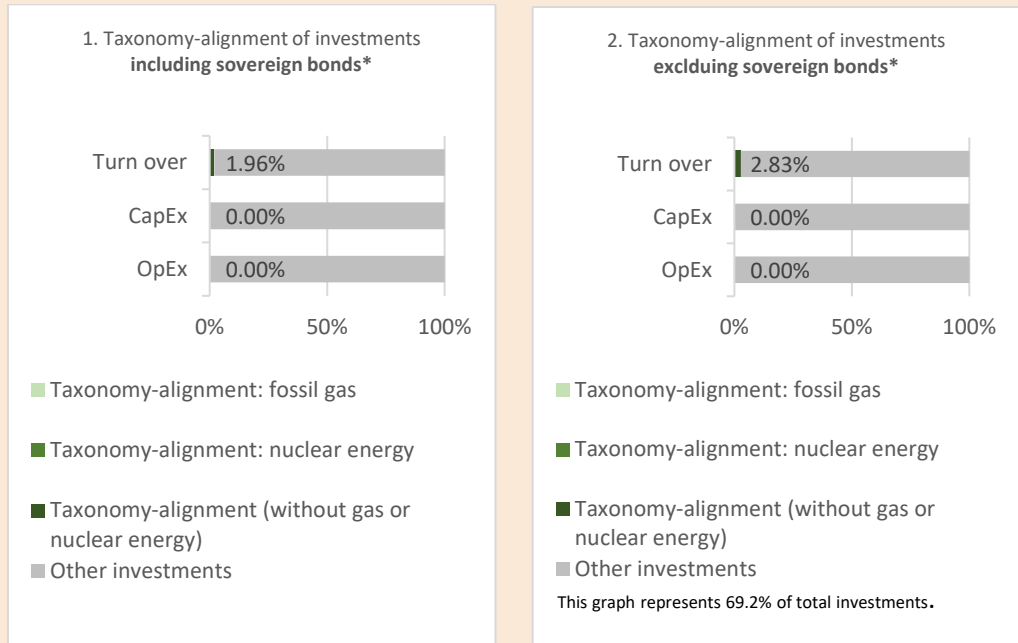 1. Taxonomy-alignment of investments
including sovereign bonds*
Turn over
1.96%
CapEx
0.00%
OpEx
0.00%
0%
50%
100%
Taxonomy-alignment: fossil gas
Taxonomy-alignment: nuclear energy
Taxonomy-alignment (without gas or
nuclear energy)
Other investments
2. Taxonomy-alignment of investments
exclduing sovereign bonds*
Turn over
2.83%
CapEx
0.00%
OpEx
0.00%
0%
50%
100%
Taxonomy-alignment: fossil gas
Taxonomy-alignment: nuclear energy
Taxonomy-alignment (without gas or
nuclear energy)
Other investments
This graph represents 69.2% of total investments.